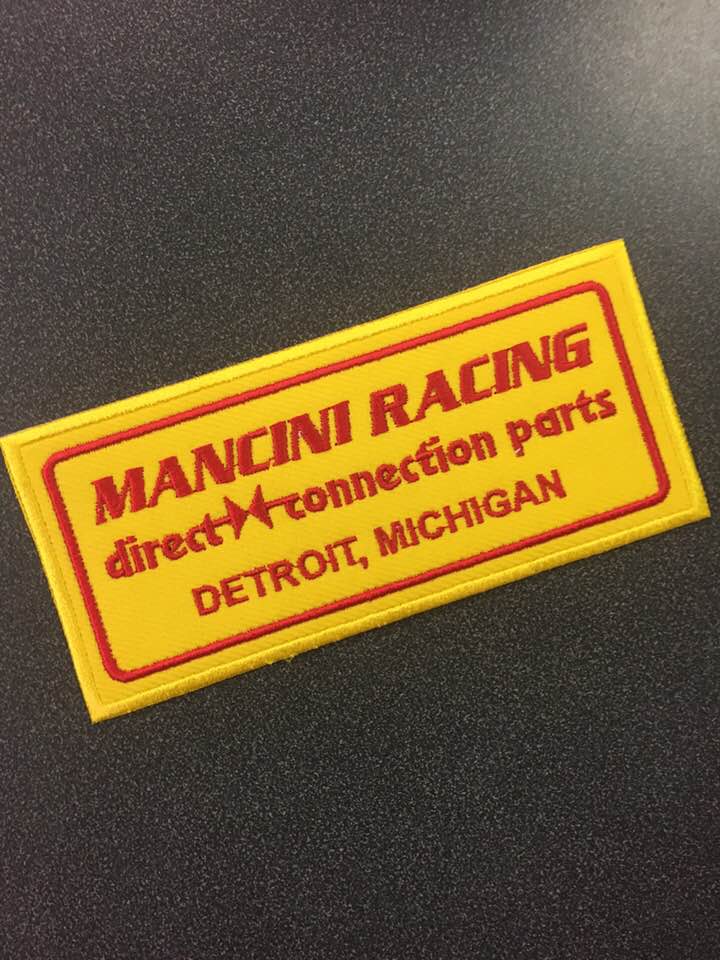 MANCINI RACING
direct connection parts
DETROIT, MICHIGAN